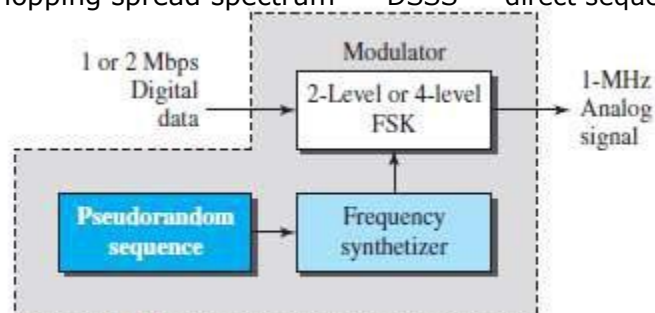 hopping spread spectrum DSSS direct seque
Modulator
1 or 2 Mbps
Digital
data
2-Level or 4-level
FSK
1-MHz
Analog
signal
Pseudorandom
sequence
Frequency
synthetizer